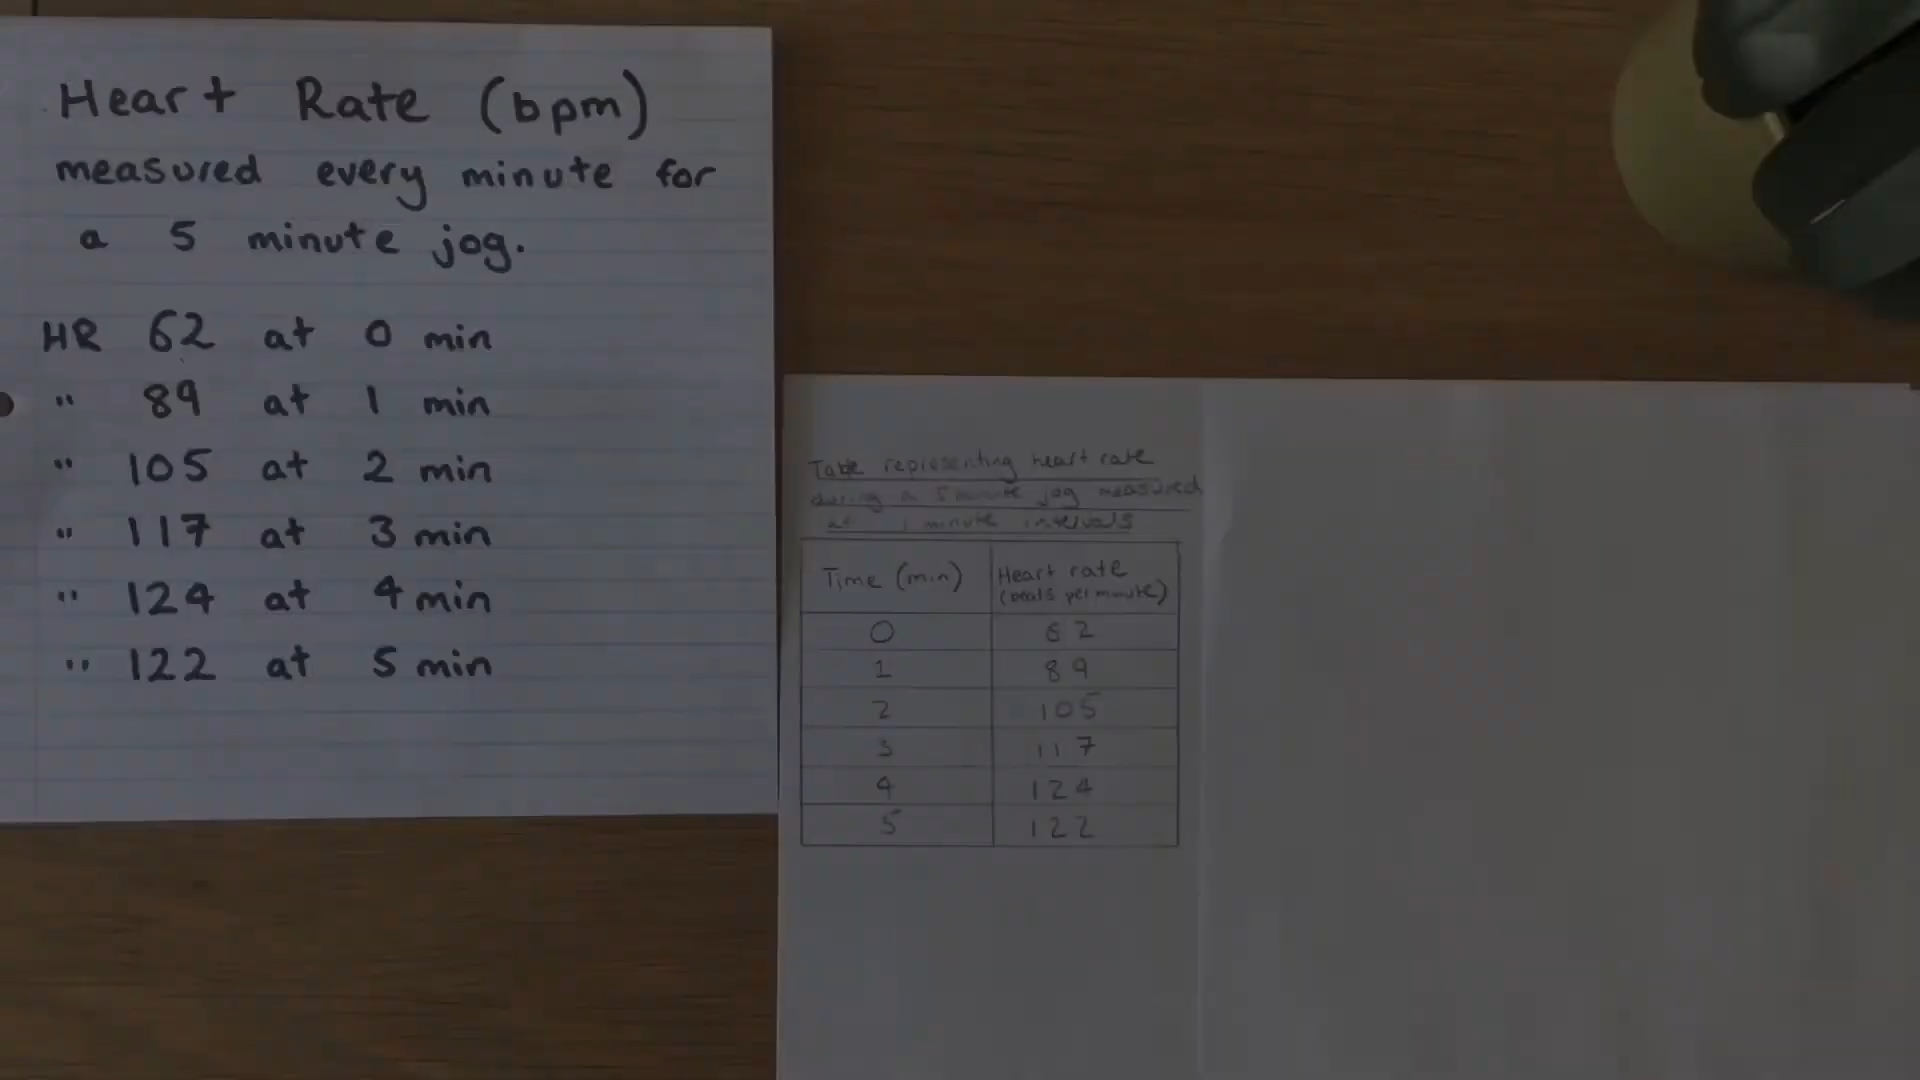 Heart Rate (bpm)
measured every minute for
a 5 minute jog.
HR 62 at 0 min
" 89 at 1 min
" 105 at 2 min
" 117 at 3 min
" 124 at 4 min
" 122 at 5 min
Table representing heart rate
during a 5 minute jog measured
at 1 minute intervals
Time (min) Heart rate
(beats per minute)
0 62
1 89
2 105
3 117
4 124
5 122